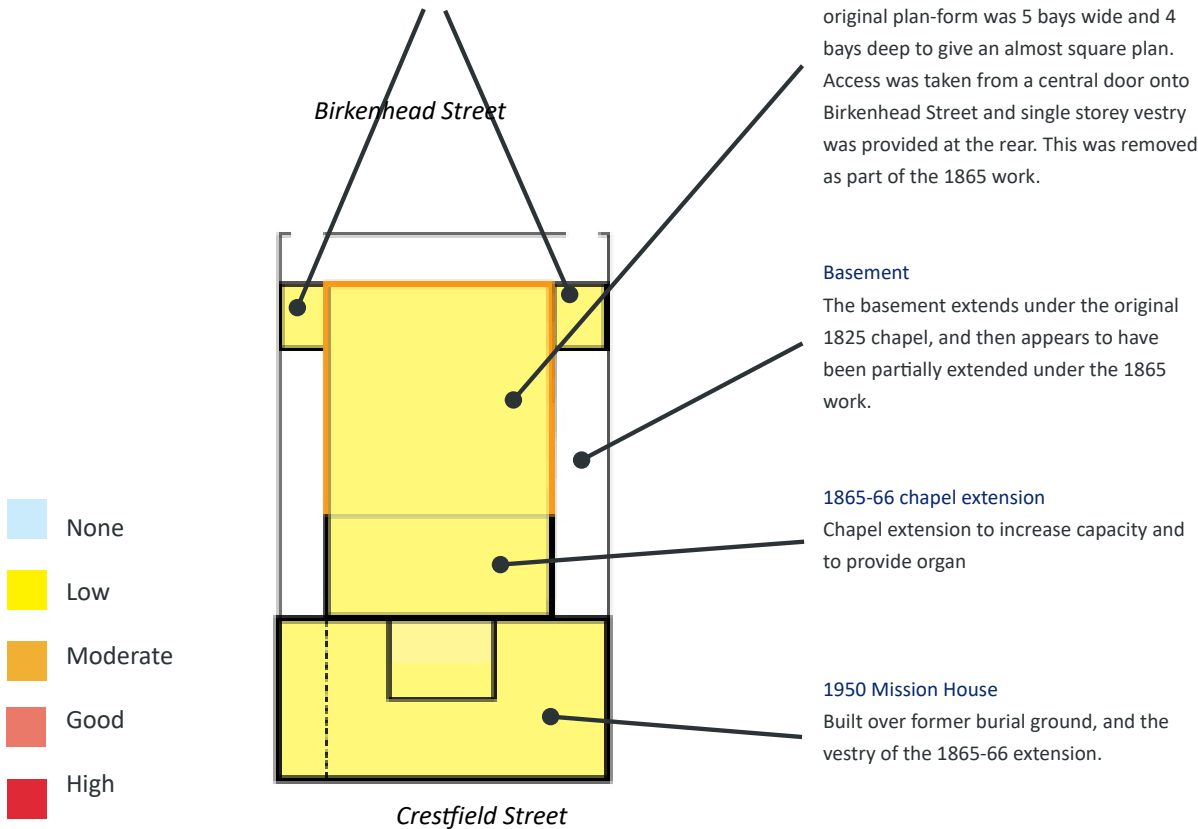 original plan-form was 5 bays wide and 4
bays deep to give an almost square plan.
Access was taken from a central door onto
Birkenhead Street and single storey vestry
was provided at the rear. This was removed
as part of the 1865 work.
Birkenhead Street
Basement
The basement extends under the original
1825 chapel, and then appears to have
been partially extended under the 1865
work.
1865-66 chapel extension
Chapel extension to increase capacity and
to provide organ
1950 Mission House
Built over former burial ground, and the
vestry of the 1865-66 extension.
None
Low
Moderate
Good
High
Crestfield Street